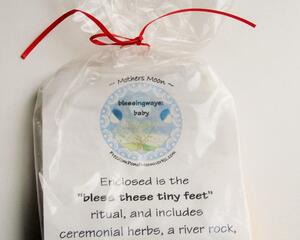 ~ Mothers Moon ~
blessingways:
baby
Enclosed is the
"bless these tiny feet"
ritual, and includes
ceremonial herbs, a river rock,